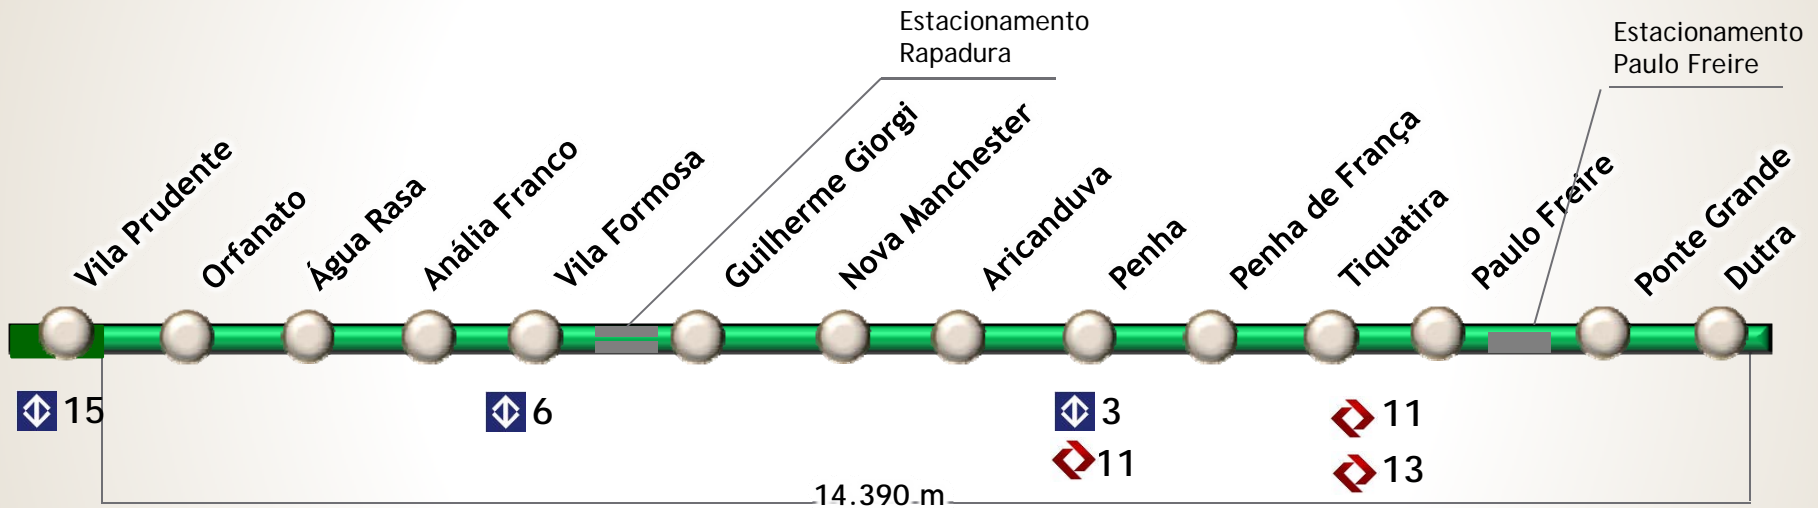 Estacionamento
Rapadura
Estacionamento
Paulo Freire
Vila Prudente
Orfanato
Água Rasa
Anália Franco
Vila Formosa
Guilherme Giorgi
Nova Manchester
Aricanduva
Penha
Penha de França
Tiquatira
Paulo Freire
Ponte Grande
Dutra
15
6
3
11
11
13
14.390 m